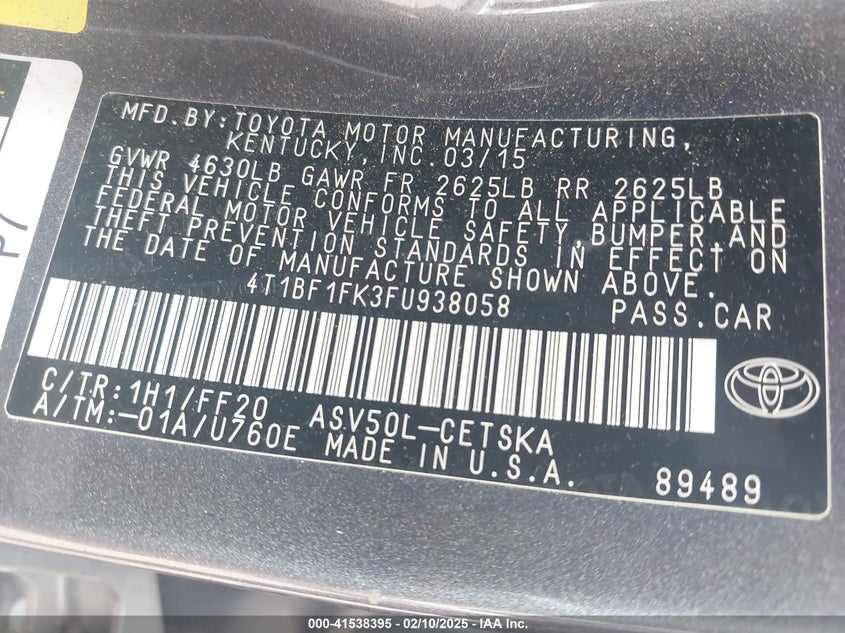 MFD.BY:TOYOTA MOTOR MANUFACTURING,
KENTUCKY,INC.03/15
GVWR 4630LB GAWR FR 2625LB RR 2625LB
THIS VEHICLE CONFORMS TO ALL APPLICABLE
FEDERAL MOTOR VEHICLE SAFETY,BUMPER,AND
THEFT PREVENTION STANDARDS IN EFFECT ON
THE DATE OF MANUFACTURE SHOWN ABOVE.
4T1BF1FK3FU938058 PASS.CAR
C/TR:1H1/FF20 ASV50L-CETSKA
A/TM:-01A/U760E MADE IN U.S.A.
89489
000-41538395 - 02/10/2025 - IAA Inc.